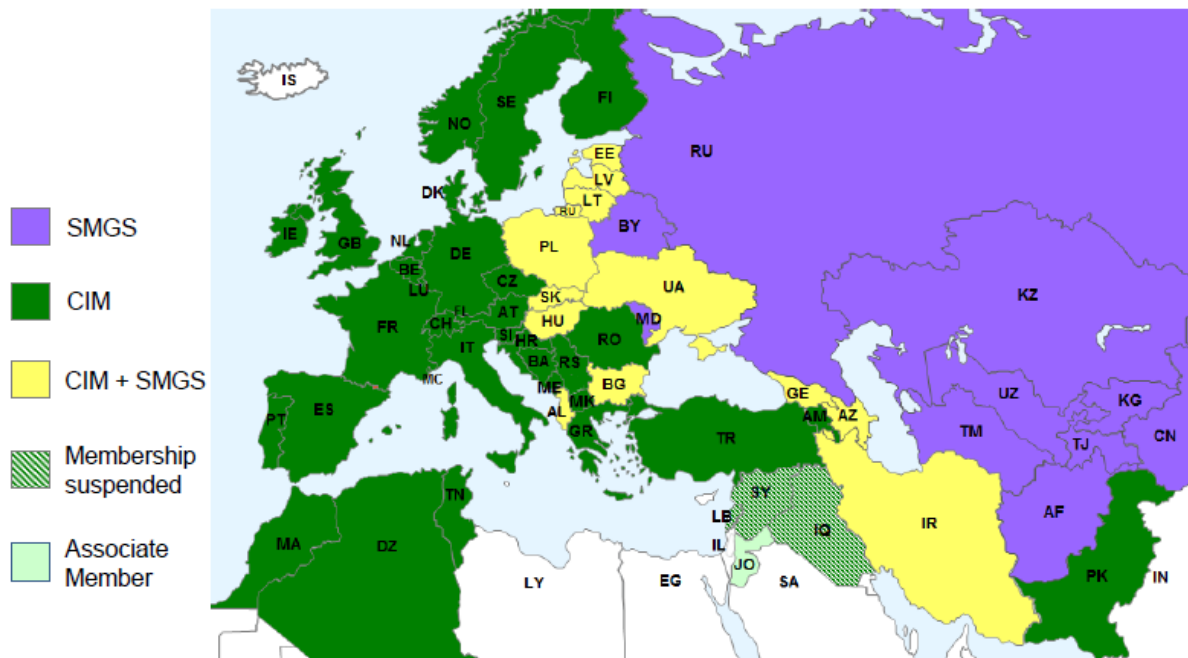 SMGS
CIM
CIM + SMGS
Membership
suspended
Associate
Member
IS
NO
SE
FI
RU
EE
LV
LT
RU
DK
BY
IE
GB
NL
DE
PL
BE
LU
CZ
SK
UA
KZ
FR
CH
FL
AT
HU
MD
SI
HR
RO
IT
BA
RS
MC
ME
BG
MK
AL
GE
UZ
KG
PT
ES
GR
TR
AM
AZ
TM
TJ
CN
TN
LB
SY
IQ
IR
AF
MA
DZ
IL
JO
LY
EG
SA
PK
IN